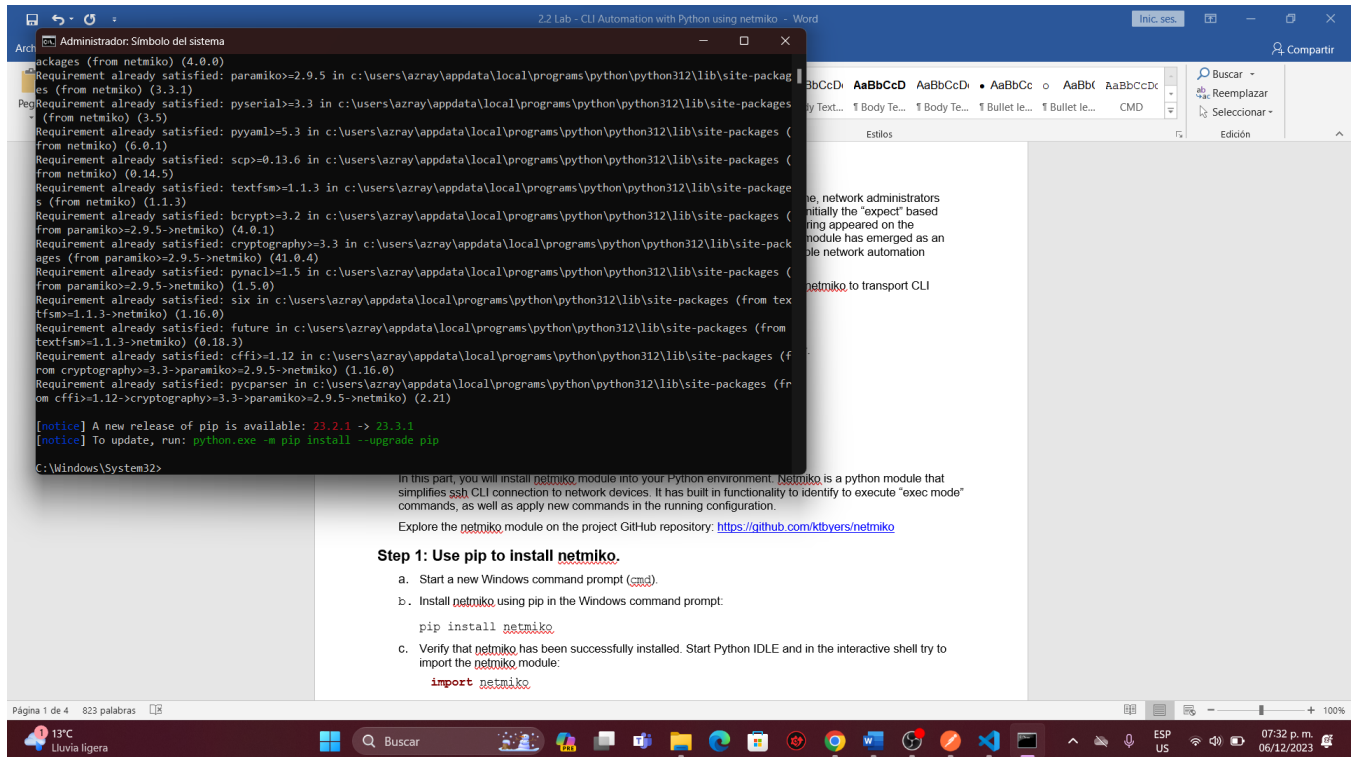 2.2 Lab - CLI Automation with Python using netmiko - Word
Inic. ses.
Arch
Compartir
Administrador: Símbolo del sistema
ackages (from netmiko) (4.0.0)
Requirement already satisfied: paramiko>=2.9.5 in c:\users\azray\appdata\local\programs\python\python312\lib\site-packag
es (from netmiko) (3.3.1)
Requirement already satisfied: pyserial>=3.3 in c:\users\azray\appdata\local\programs\python\python312\lib\site-packages
(from netmiko) (3.5)
Requirement already satisfied: pyyaml>=5.3 in c:\users\azray\appdata\local\programs\python\python312\lib\site-packages (
from netmiko) (6.0.1)
Requirement already satisfied: scp>=0.13.6 in c:\users\azray\appdata\local\programs\python\python312\lib\site-packages (
from netmiko) (0.14.5)
Requirement already satisfied: textfsm>=1.1.3 in c:\users\azray\appdata\local\programs\python\python312\lib\site-package
s (from netmiko) (1.1.3)
Requirement already satisfied: bcrypt>=3.2 in c:\users\azray\appdata\local\programs\python\python312\lib\site-packages (
from paramiko>=2.9.5->netmiko) (4.0.1)
Requirement already satisfied: cryptography>=3.3 in c:\users\azray\appdata\local\programs\python\python312\lib\site-pack
ages (from paramiko>=2.9.5->netmiko) (41.0.4)
Requirement already satisfied: pynacl>=1.5 in c:\users\azray\appdata\local\programs\python\python312\lib\site-packages (
from paramiko>=2.9.5->netmiko) (1.5.0)
Requirement already satisfied: six in c:\users\azray\appdata\local\programs\python\python312\lib\site-packages (from tex
tfsm>=1.1.3->netmiko) (1.16.0)
Requirement already satisfied: future in c:\users\azray\appdata\local\programs\python\python312\lib\site-packages (from
textfsm>=1.1.3->netmiko) (0.18.3)
Requirement already satisfied: cffi>=1.12 in c:\users\azray\appdata\local\programs\python\python312\lib\site-packages (f
rom cryptography>=3.3->paramiko>=2.9.5->netmiko) (1.16.0)
Requirement already satisfied: pycparser in c:\users\azray\appdata\local\programs\python\python312\lib\site-packages (fr
om cffi>=1.12->cryptography>=3.3->paramiko>=2.9.5->netmiko) (2.21)
[notice] A new release of pip is available: 23.2.1 -> 23.3.1
[notice] To update, run: python.exe -m pip install --upgrade pip
C:\Windows\System32>
Peg
bCcDc AaBbCcD AaBbCcDc • AaBbCc o AaBb( AaBbCcDc
y Text... ¶ Body Te... ¶ Body Te... ¶ Bullet le... ¶ Bullet le... CMD
Estilos
Buscar
Reemplazar
Seleccionar
Edición
ne, network administrators
nitially the “expect” based
ring appeared on the
module has emerged as an
ple network automation
netmiko to transport CLI
In this part, you will install netmiko module into your Python environment. Netmiko is a python module that
simplifies ssh CLI connection to network devices. It has built in functionality to identify to execute “exec mode”
commands, as well as apply new commands in the running configuration.
Explore the netmiko module on the project GitHub repository: https://github.com/ktbyers/netmiko
Step 1: Use pip to install netmiko.
a. Start a new Windows command prompt (cmd).
b. Install netmiko using pip in the Windows command prompt:
pip install netmiko
c. Verify that netmiko has been successfully installed. Start Python IDLE and in the interactive shell try to
import the netmiko module:
import netmiko
Página 1 de 4 823 palabras
100%
1
13°C
Lluvia ligera
Buscar
PRE
ESP
US
07:32 p. m.
06/12/2023